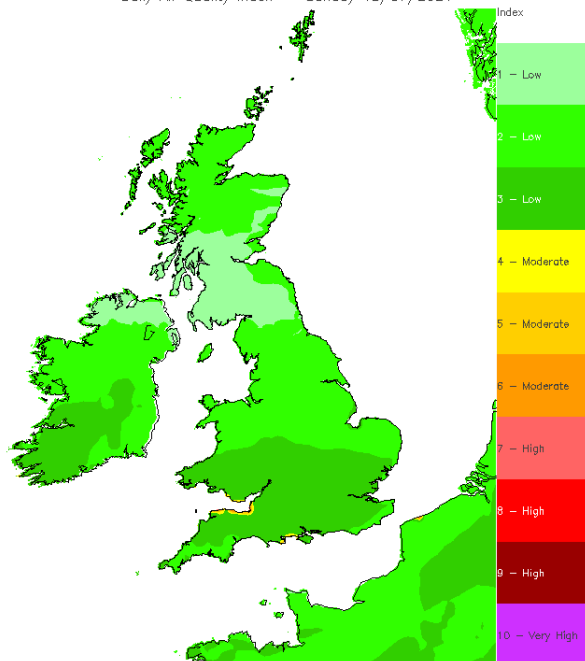 Index
1 - Low
2 - Low
3 - Low
4 - Moderate
5 - Moderate
6 - Moderate
7 - High
8 - High
9 - High
10 - Very High